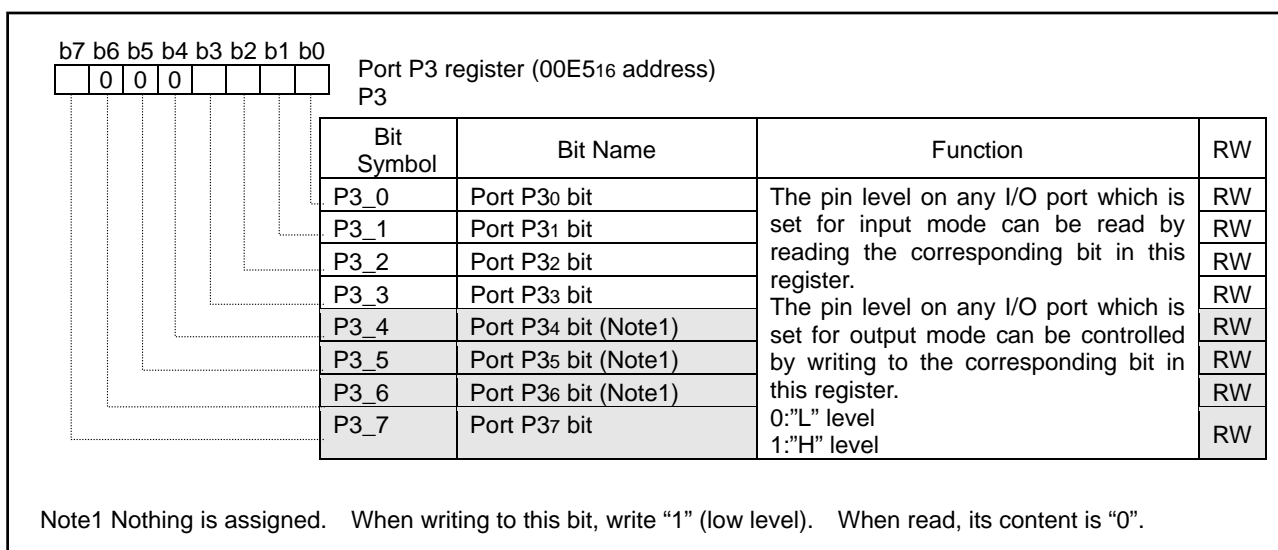 b7 b6 b5 b4 b3 b2 b1 b0
0 0 0
Port P3 register (00E516 address)
P3
Bit Symbol Bit Name Function RW
P3_0 Port P30 bit RW
P3_1 Port P31 bit RW
P3_2 Port P32 bit RW
P3_3 Port P33 bit RW
P3_4 Port P34 bit (Note1) RW
P3_5 Port P35 bit (Note1) RW
P3_6 Port P36 bit (Note1) RW
P3_7 Port P37 bit RW
The pin level on any I/O port which is
set for input mode can be read by
reading the corresponding bit in this
register.
The pin level on any I/O port which is
set for output mode can be controlled
by writing to the corresponding bit in
this register.
0:”L” level
1:”H” level
Note1 Nothing is assigned. When writing to this bit, write “1” (low level). When read, its content is “0”.